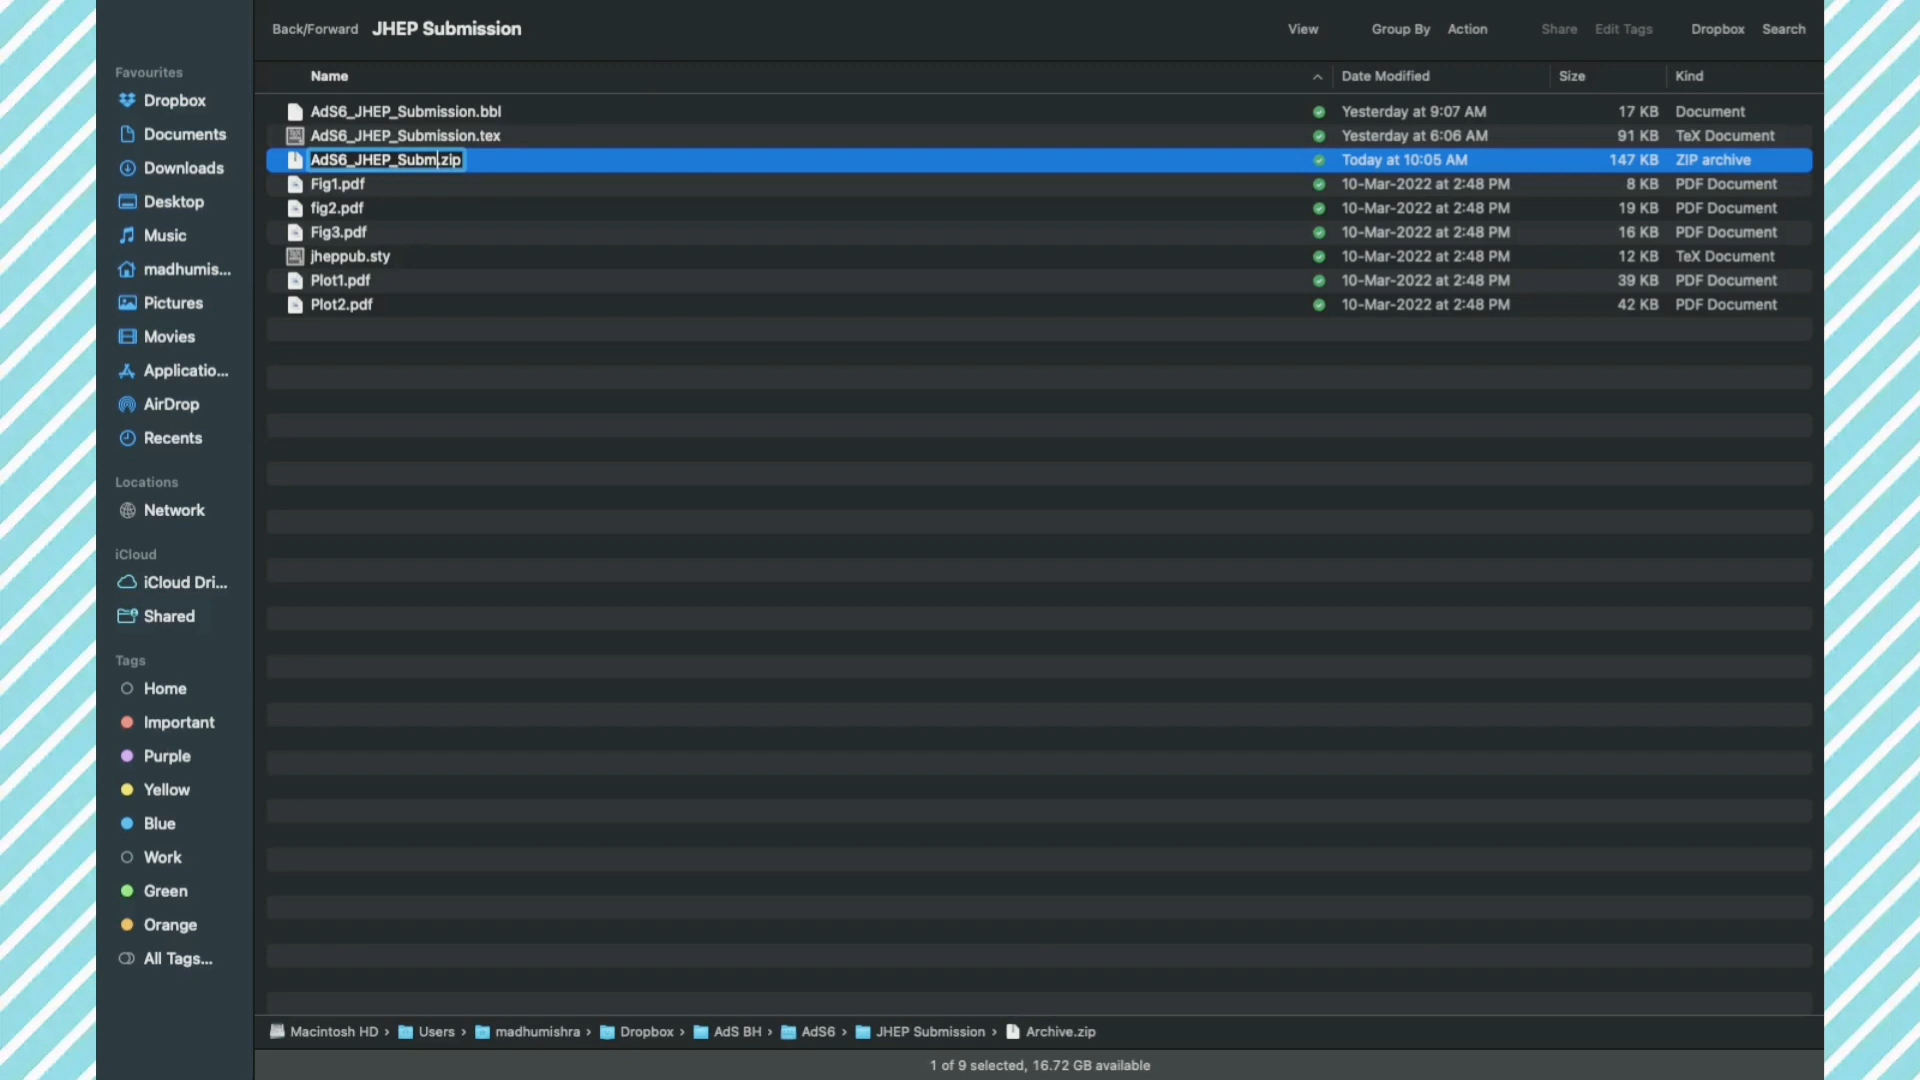 Back/Forward JHEP Submission View Group By Action Share Edit Tags Dropbox Search
Favourites
Dropbox
Documents
Downloads
Desktop
Music
madhumis...
Pictures
Movies
Applicatio...
AirDrop
Recents
Locations
Network
iCloud
iCloud Dri...
Shared
Tags
Home
Important
Purple
Yellow
Blue
Work
Green
Orange
All Tags...
Name Date Modified Size Kind
AdS6_JHEP_Submission.bbl Yesterday at 9:07 AM 17 KB Document
AdS6_JHEP_Submission.tex Yesterday at 6:06 AM 91 KB TeX Document
AdS6_JHEP_Subm.zip Today at 10:05 AM 147 KB ZIP archive
Fig1.pdf 10-Mar-2022 at 2:48 PM 8 KB PDF Document
fig2.pdf 10-Mar-2022 at 2:48 PM 19 KB PDF Document
Fig3.pdf 10-Mar-2022 at 2:48 PM 16 KB PDF Document
jheppub.sty 10-Mar-2022 at 2:48 PM 12 KB TeX Document
Plot1.pdf 10-Mar-2022 at 2:48 PM 39 KB PDF Document
Plot2.pdf 10-Mar-2022 at 2:48 PM 42 KB PDF Document
Macintosh HD › Users › madhumishra › Dropbox › AdS BH › AdS6 › JHEP Submission › Archive.zip
1 of 9 selected, 16.72 GB available